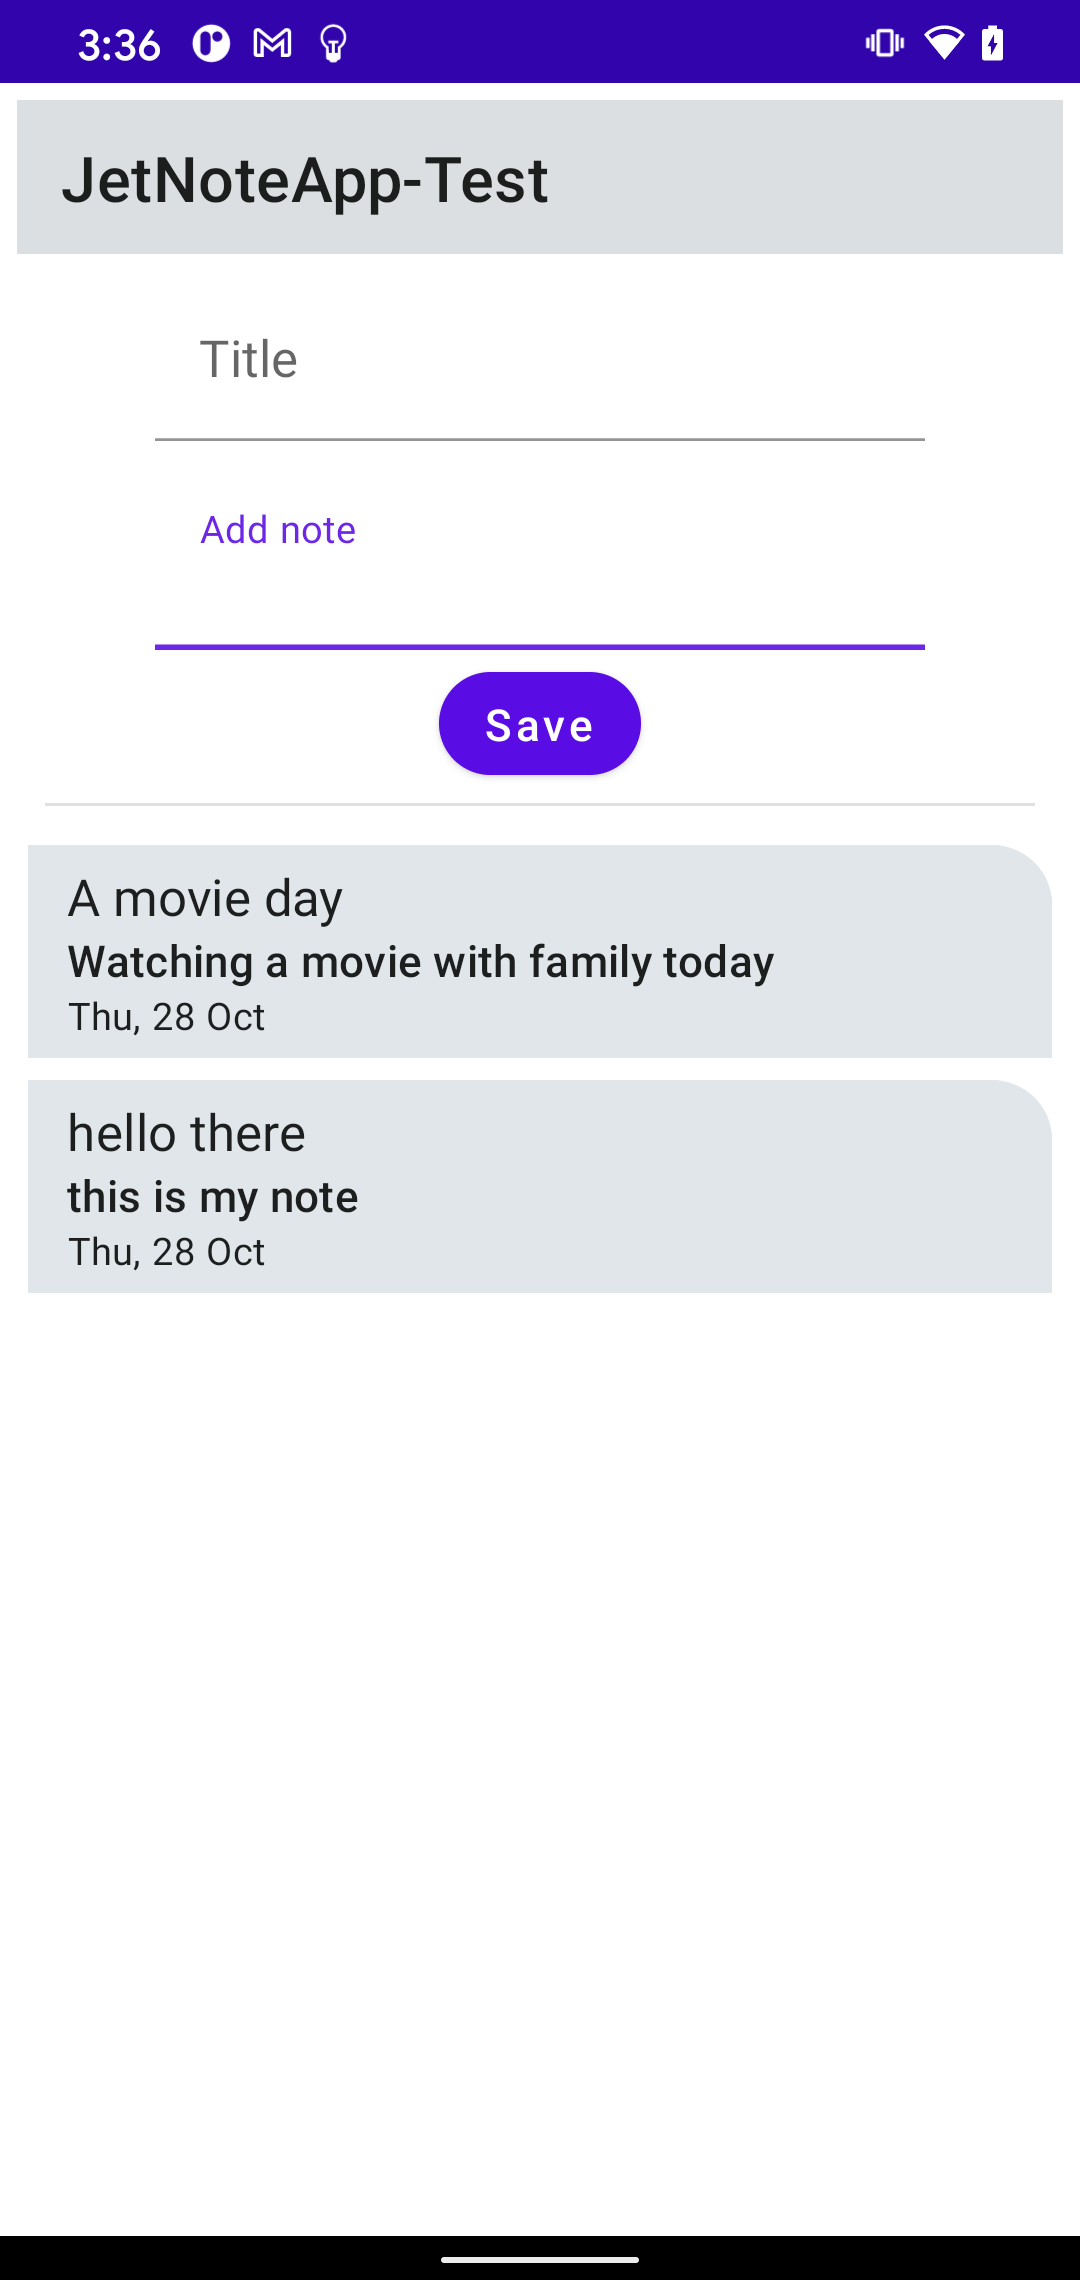 3:36
JetNoteApp-Test
Title
Add note
Save
A movie day
Watching a movie with family today
Thu, 28 Oct
hello there
this is my note
Thu, 28 Oct